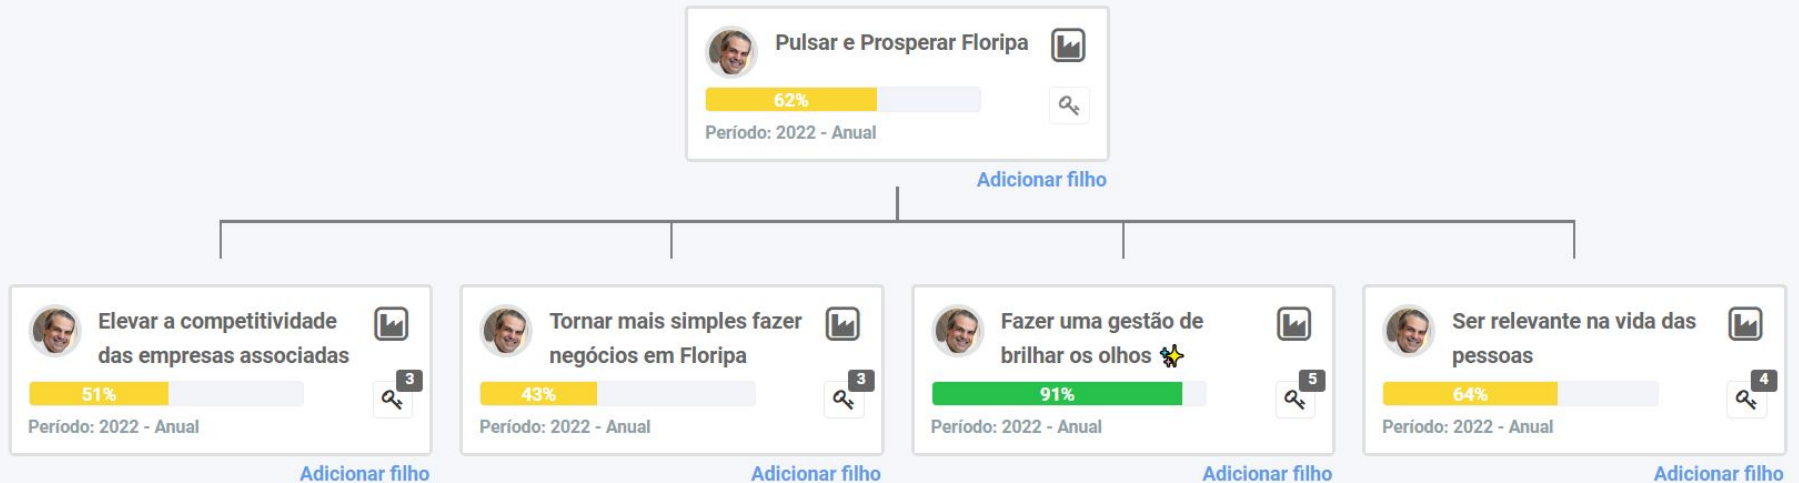 Pulsar e Prosperar Floripa
62%
Período: 2022 - Anual
Adicionar filho
Elevar a competitividade
das empresas associadas
51%
3
Período: 2022 - Anual
Adicionar filho
Tornar mais simples fazer
negócios em Floripa
43%
3
Período: 2022 - Anual
Adicionar filho
Fazer uma gestão de
brilhar os olhos ✨
91%
5
Período: 2022 - Anual
Adicionar filho
Ser relevante na vida das
pessoas
64%
4
Período: 2022 - Anual
Adicionar filho